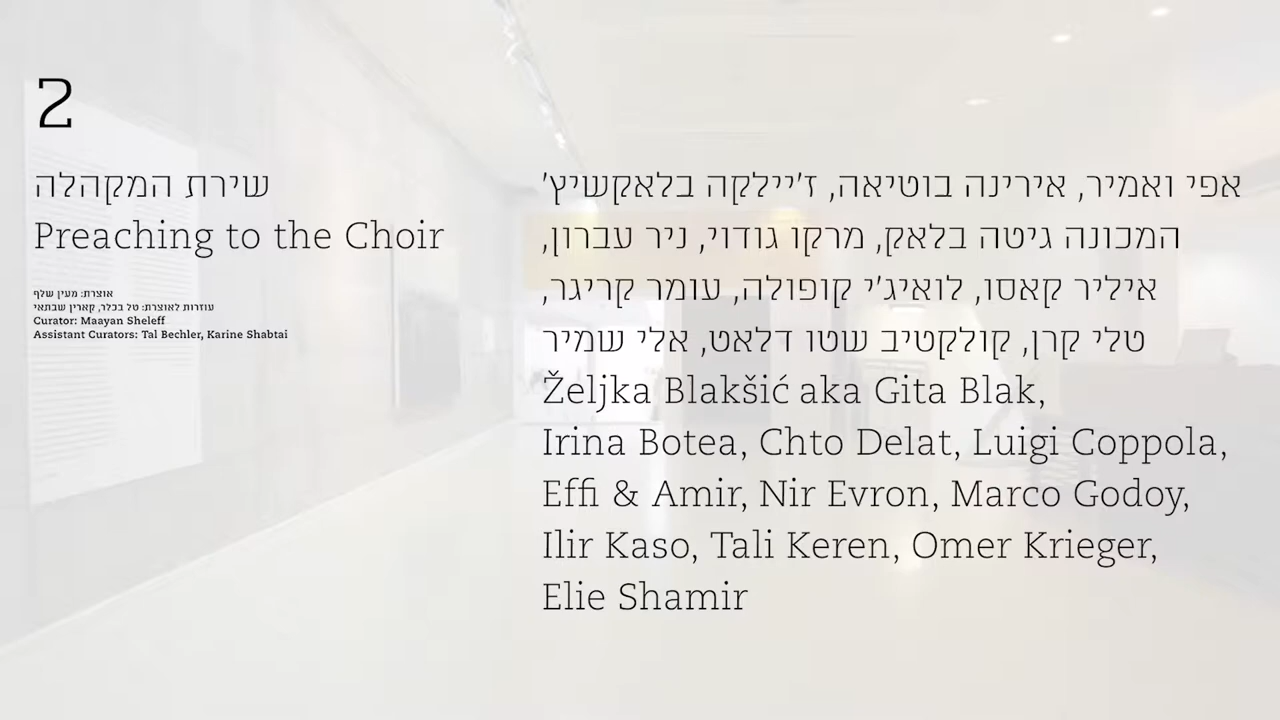 2
שירת המקהלה
Preaching to the Choir
אוצרת: מעין שלף
עוזרות לאוצרת: טל בכלר, קארין שבתאי
Curator: Maayan Sheleff
Assistant Curators: Tal Bechler, Karine Shabtai
אפי ואמיר, אירינה בוטיאה, ז'יילקה בלאקשיץ'
המכונה גיטה בלאק, מרקו גודוי, ניר עברון,
איליר קאסו, לואיג'י קופולה, עומר קריגר,
טלי קרן, קולקטיב שטו דלאט, אלי שמיר
Željka Blakšić aka Gita Blak,
Irina Botea, Chto Delat, Luigi Coppola,
Effi & Amir, Nir Evron, Marco Godoy,
Ilir Kaso, Tali Keren, Omer Krieger,
Elie Shamir